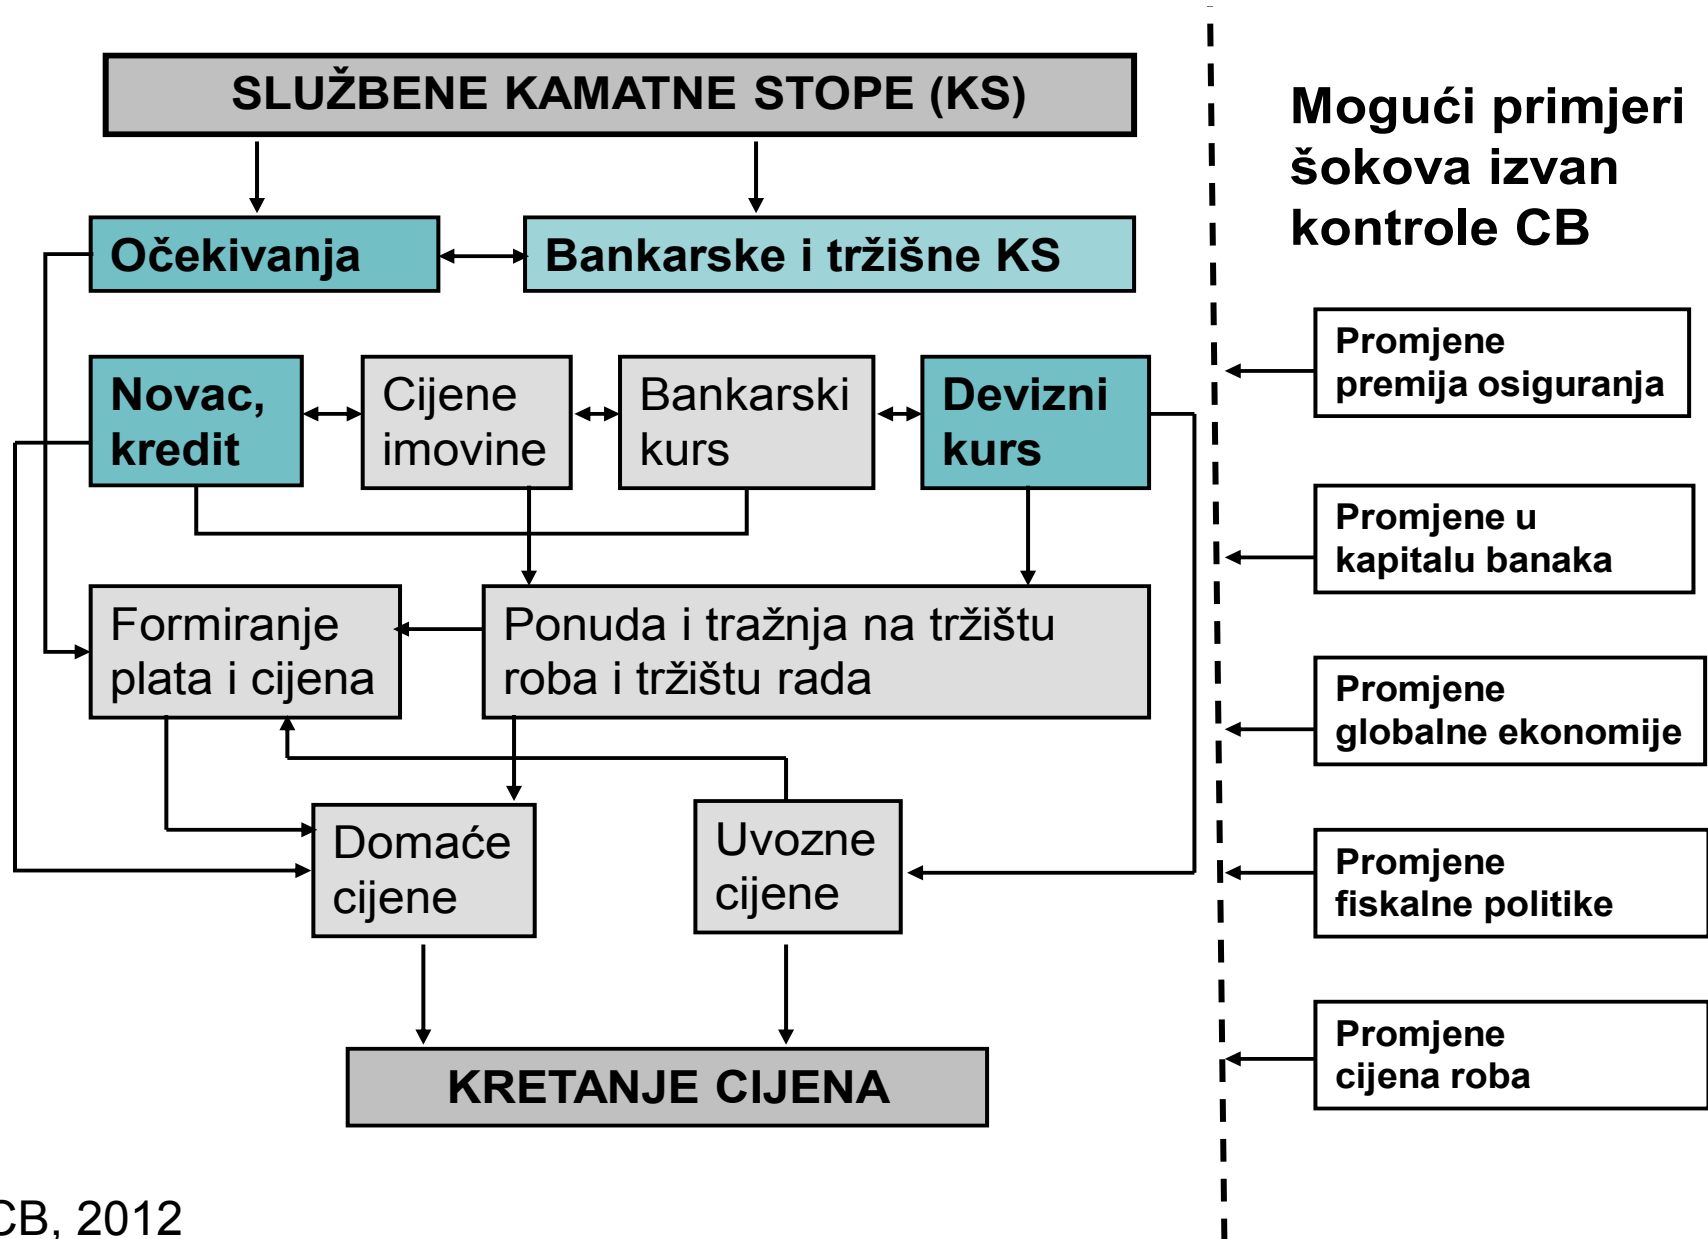 SLUŽBENE KAMATNE STOPE (KS)
Očekivanja
Bankarske i tržišne KS
Novac,
kredit
Cijene
imovine
Bankarski
kurs
Devizni
kurs
Formiranje
plata i cijena
Ponuda i tražnja na tržištu
roba i tržištu rada
Domaće
cijene
Uvozne
cijene
KRETANJE CIJENA
CB, 2012
Mogući primjeri
šokova izvan
kontrole CB
Promjene
premija osiguranja
Promjene u
kapitalu banaka
Promjene
globalne ekonomije
Promjene
fiskalne politike
Promjene
cijena roba